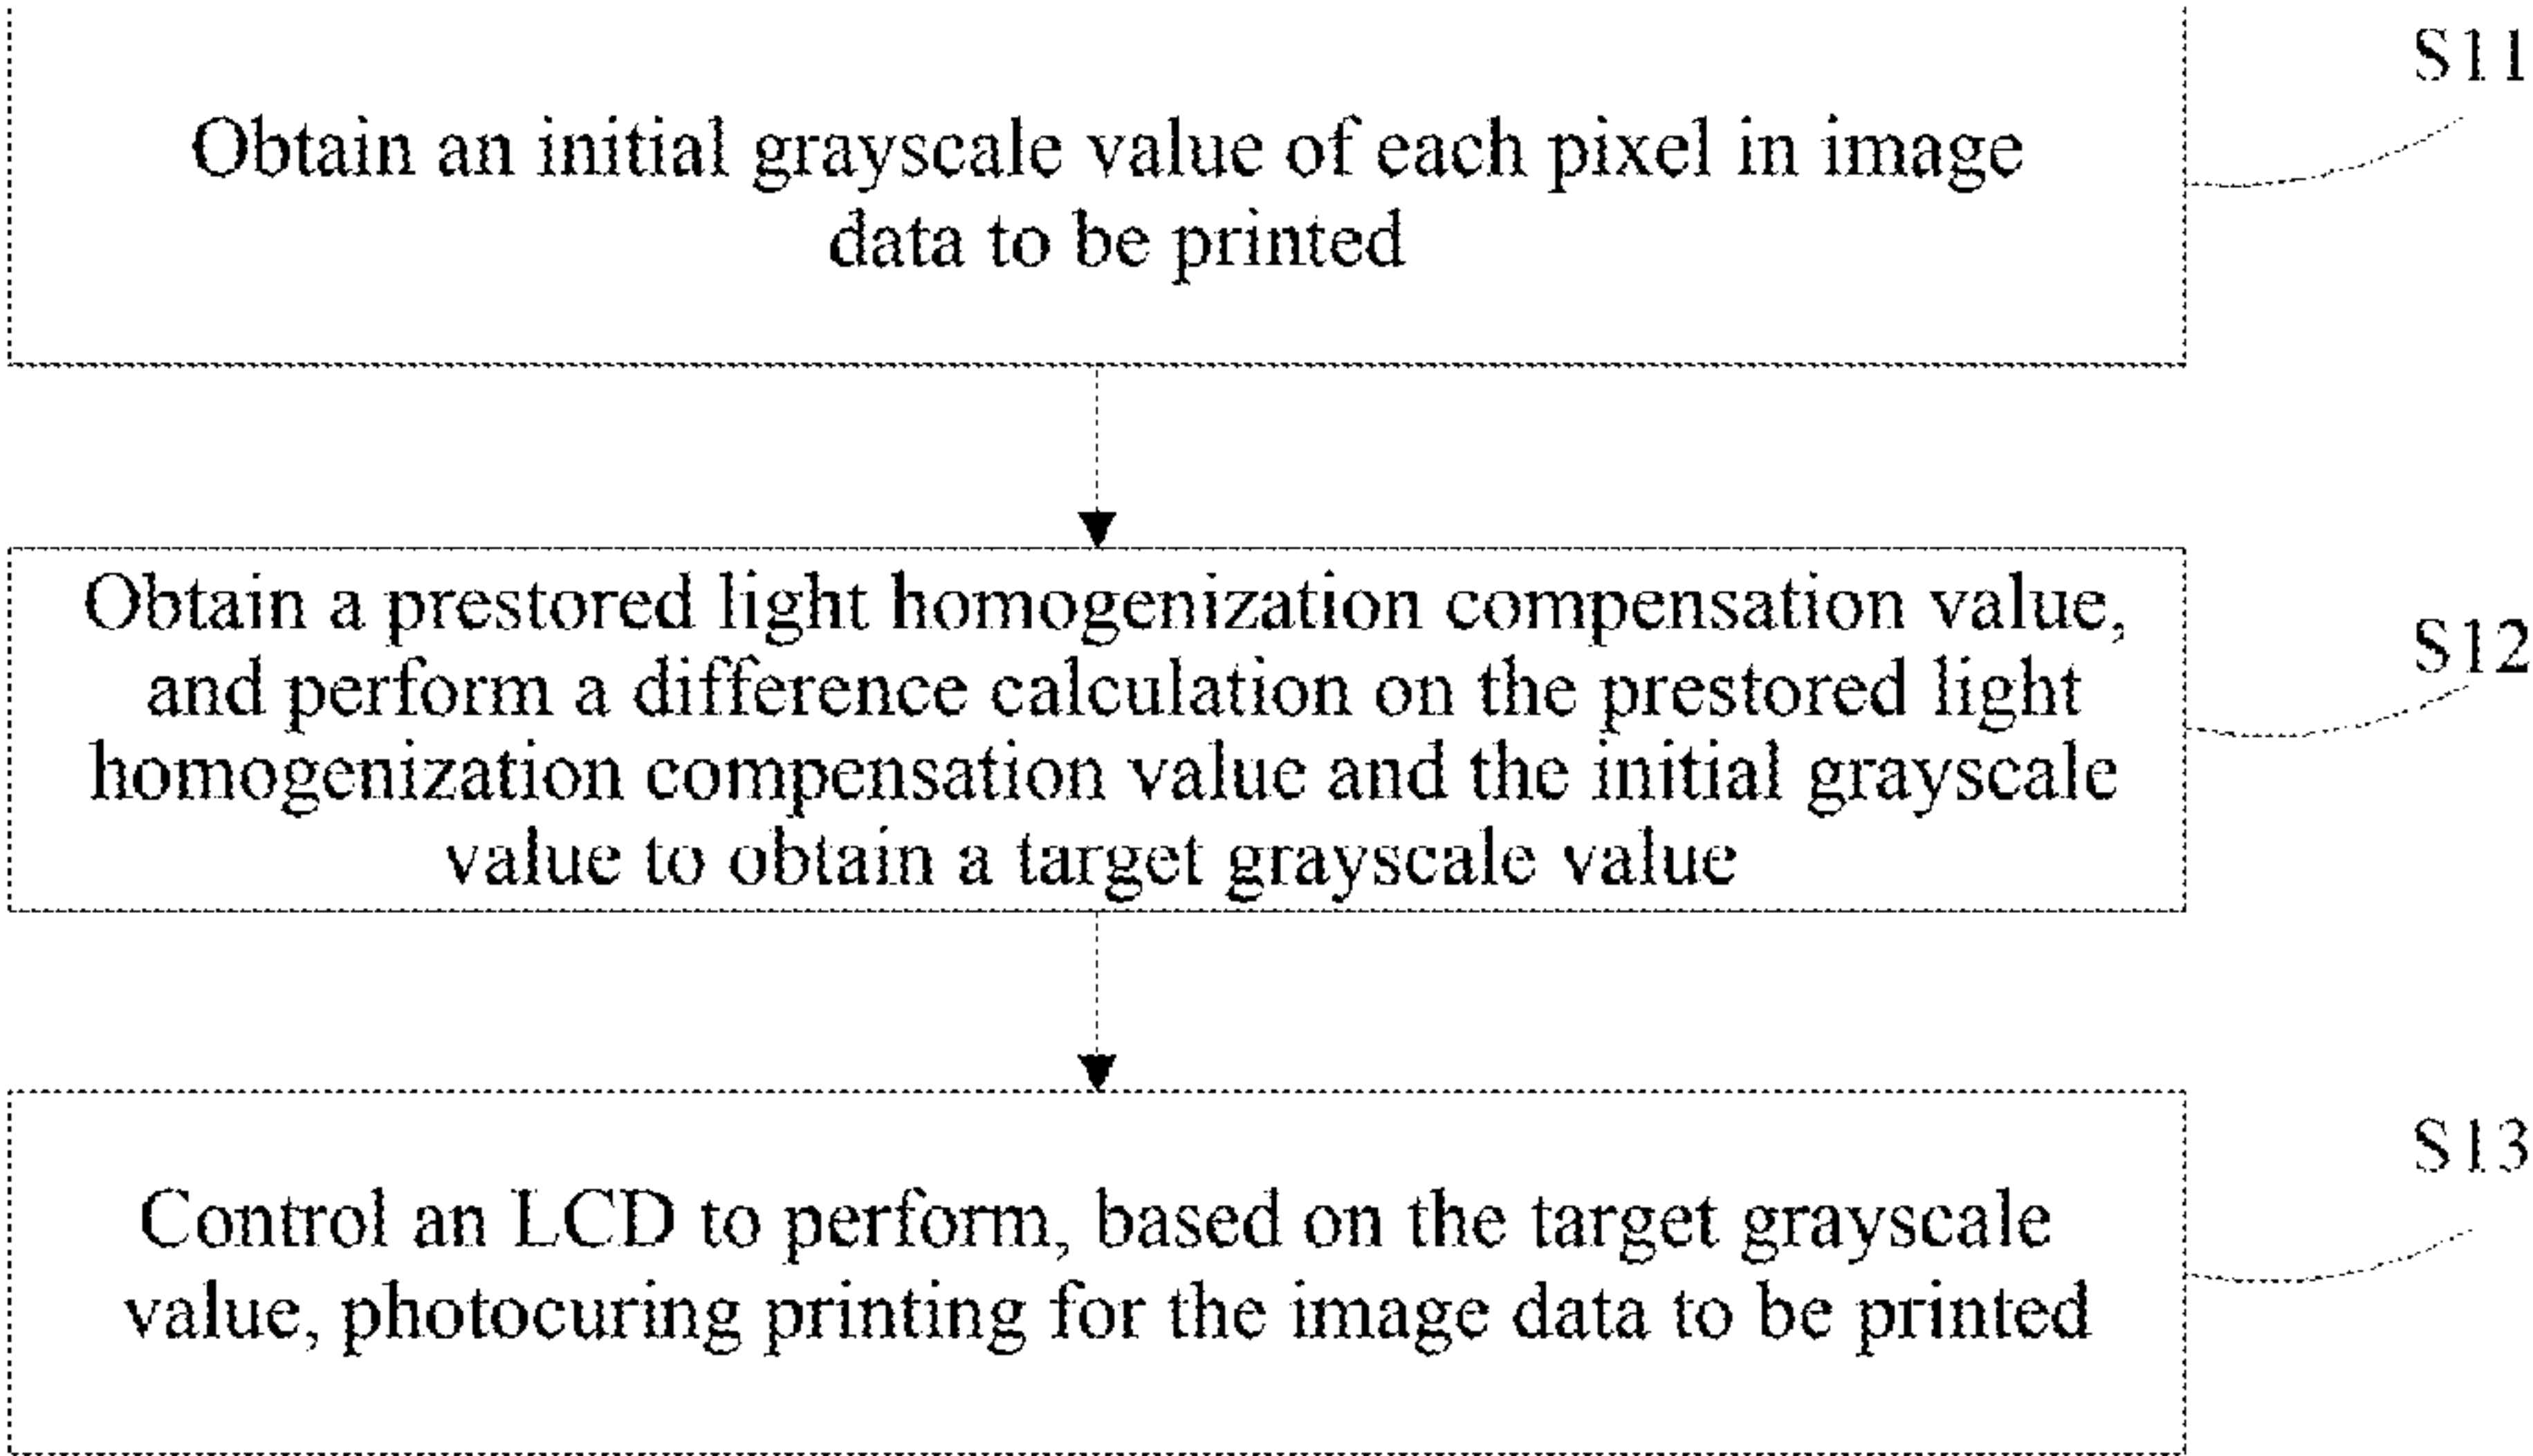 S11
Obtain an initial grayscale value of each pixel in image
data to be printed
Obtain a prestored light homogenization compensation value,
and perform a difference calculation on the prestored light
homogenization compensation value and the initial grayscale
value to obtain a target grayscale value
S12
Control an LCD to perform, based on the target grayscale
value, photocuring printing for the image data to be printed
S13